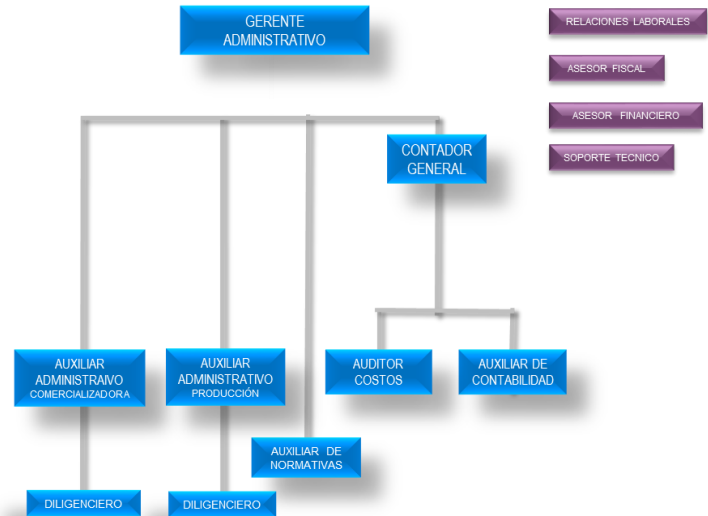 GERENTE
ADMINISTRATIVO
RELACIONES LABORALES
ASESOR FISCAL
ASESOR FINANCIERO
SOPORTE TECNICO
CONTADOR
GENERAL
AUXILIAR
ADMINISTRAIVO
COMERCIALIZADORA
AUXILIAR
ADMINISTRATIVO
PRODUCCIÓN
AUDITOR
COSTOS
AUXILIAR DE
CONTABILIDAD
AUXILIAR DE
NORMATIVAS
DILIGENCIERO
DILIGENCIERO